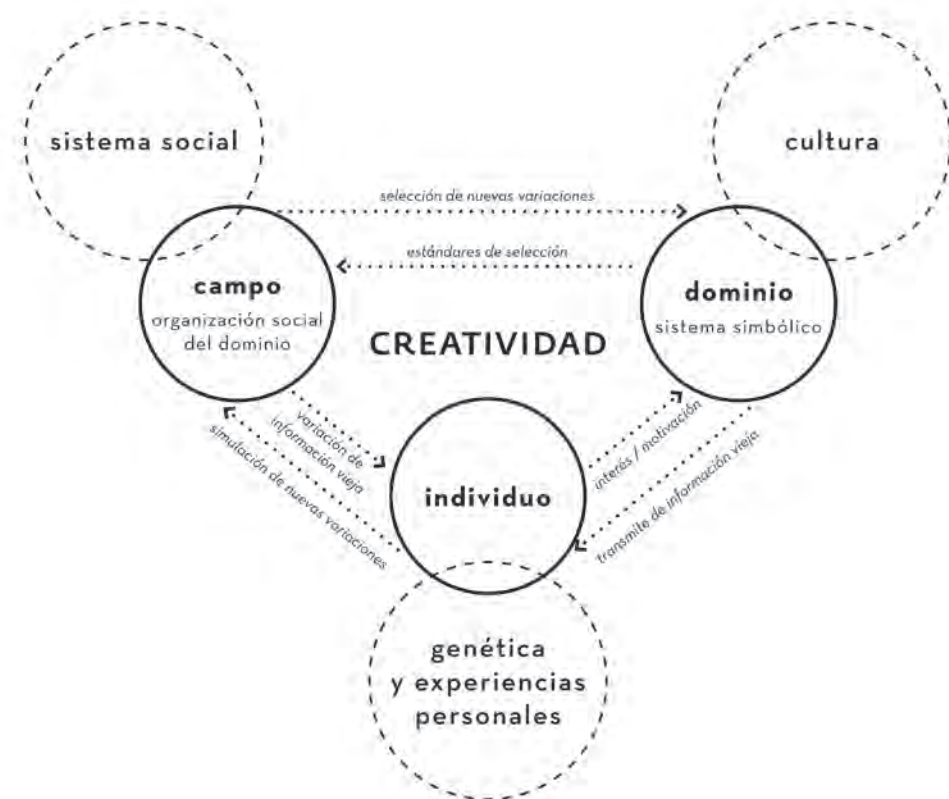 sistema social
cultura
selección de nuevas variaciones
estándares de selección
campo
organización social
del dominio
dominio
sistema simbólico
CREATIVIDAD
variación de
información vieja
simulación de nuevas variaciones
individuo
interés / motivación
transmite de información vieja
genética
y experiencias
personales